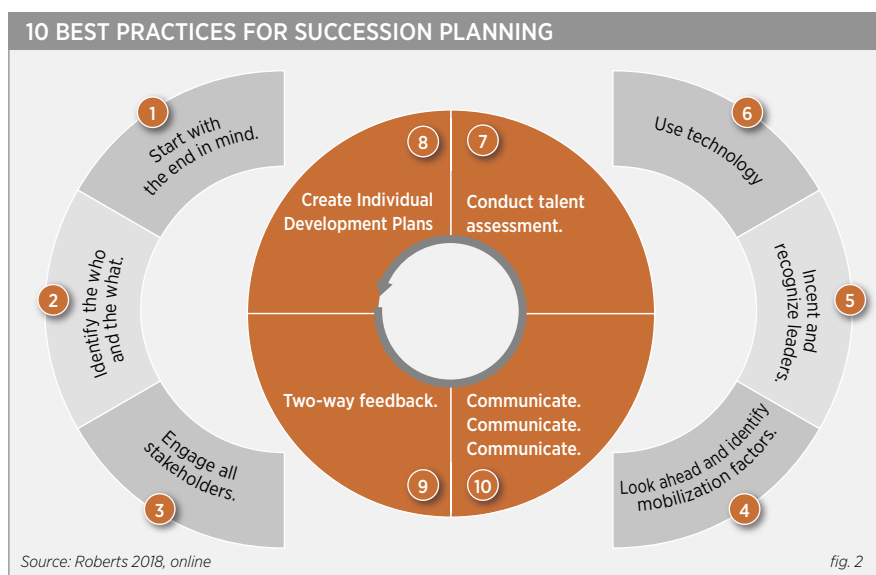 10 BEST PRACTICES FOR SUCCESSION PLANNING
1
Start with
the end in mind.
2
Identify the who
and the what.
3
Engage all
stakeholders.
8
Create Individual
Development Plans
7
Conduct talent
assessment.
Two-way feedback.
9
Communicate.
Communicate.
Communicate.
10
6
Use technology
Incent and
recognize leaders.
5
Look ahead and identify
mobilization factors.
4
Source: Roberts 2018, online
fig. 2